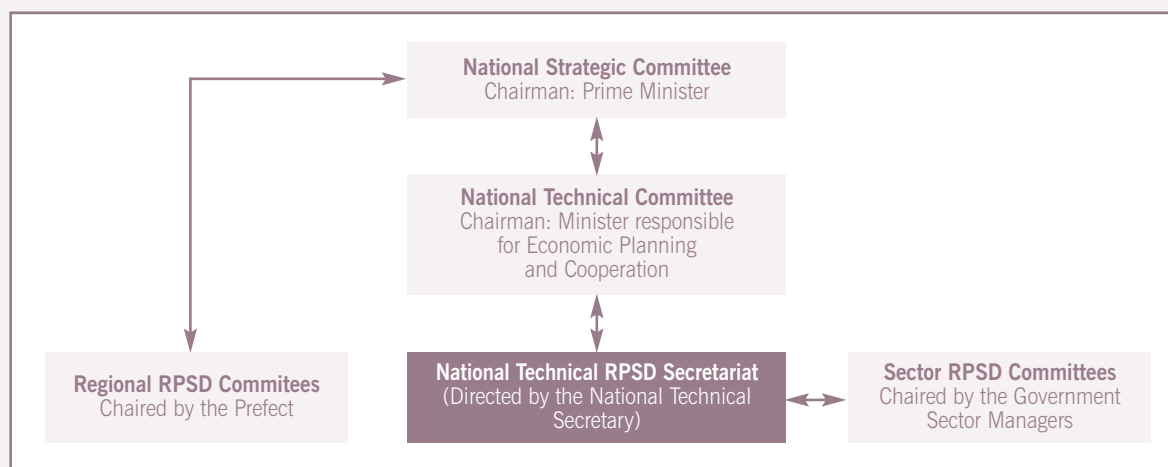 National Strategic Committee
Chairman: Prime Minister
National Technical Committee
Chairman: Minister responsible
for Economic Planning
and Cooperation
Regional RPSD Commitees
Chaired by the Prefect
National Technical RPSD Secretariat
(Directed by the National Technical
Secretary)
Sector RPSD Committees
Chaired by the Government
Sector Managers